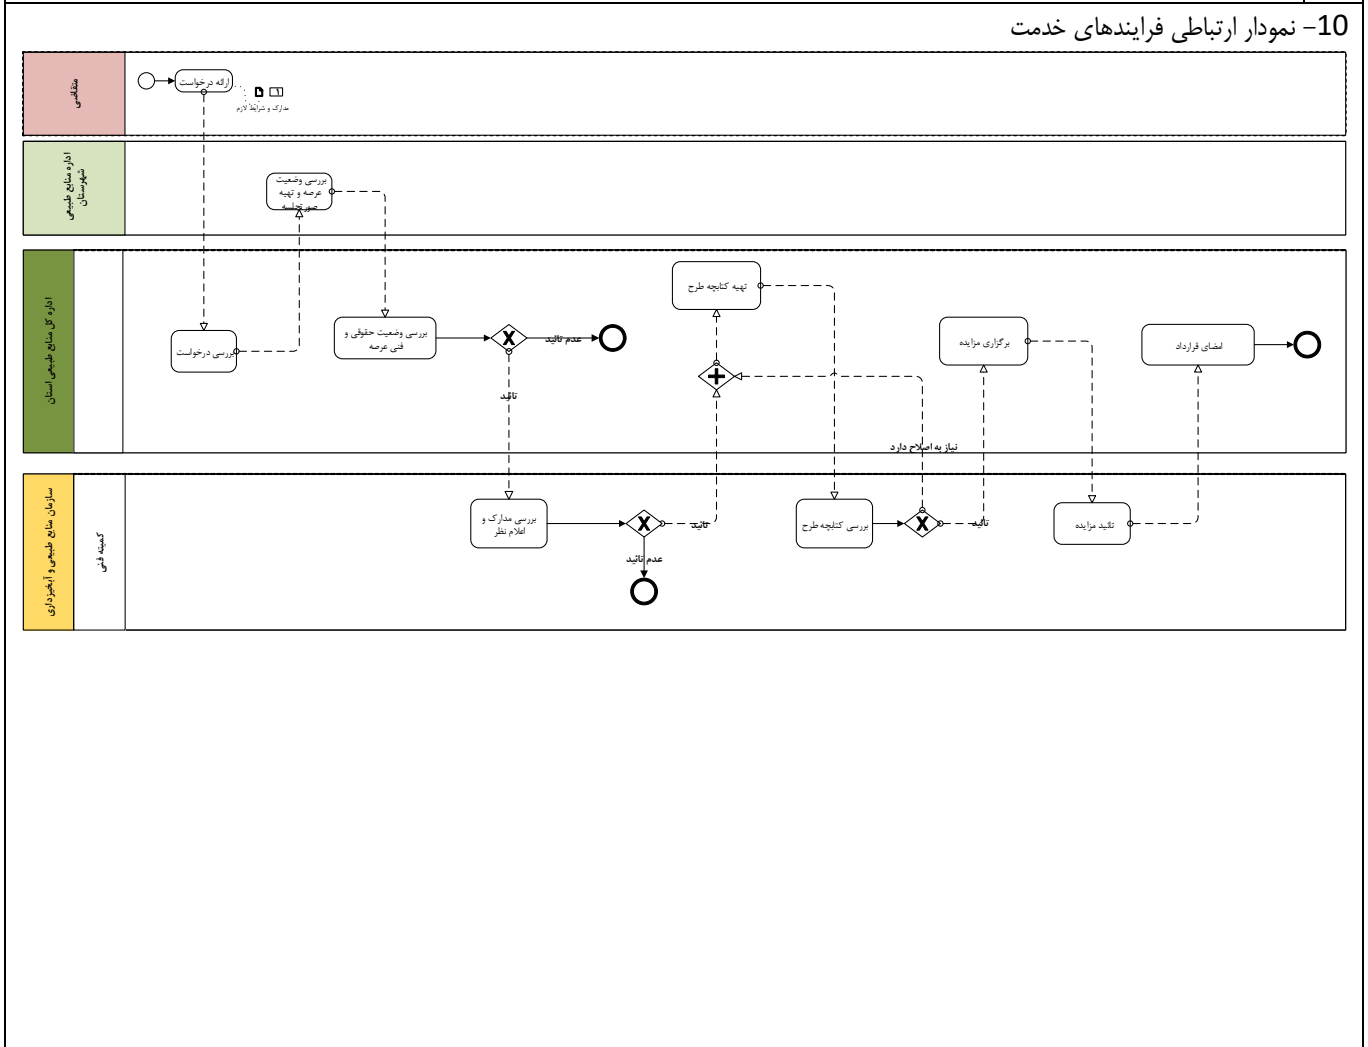 10- نمودار ارتباطی فرایندهای خدمت
متقاضی
ارائه درخواست
مدارک و شرایط لازم
اداره منابع طبیعی
شهرستان
بررسی وضعیت
عرصه و تهیه
صورتجلسه
اداره کل منابع طبیعی استان
بررسی درخواست
بررسی وضعیت حقوقی و
فنی عرصه
X
عدم تائید
تائید
تهیه کتابچه طرح
+
نیاز به اصلاح دارد
برگزاری مزایده
امضای قرارداد
سازمان منابع طبیعی و آبخیزداری
کمیته فنی
بررسی مدارک و
اعلام نظر
X
تائید
عدم تائید
بررسی کتابچه طرح
X
تائید
تائید مزایده